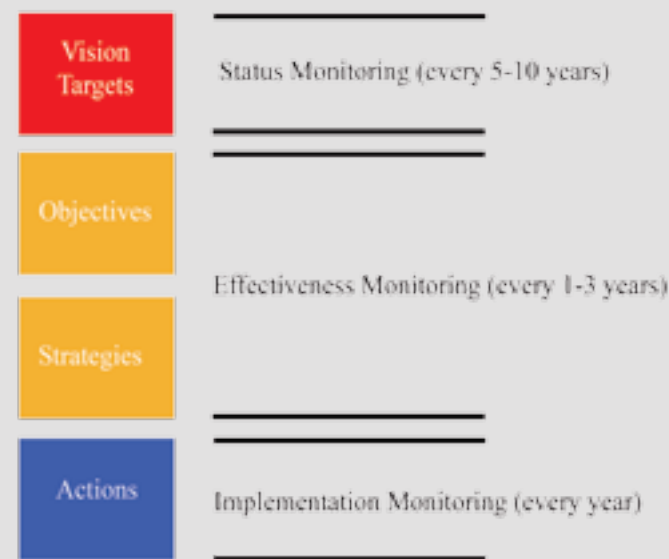 Vision
Targets
Status Monitoring (every 5-10 years)
Objectives
Effectiveness Monitoring (every 1-3 years)
Strategies
Actions
Implementation Monitoring (every year)